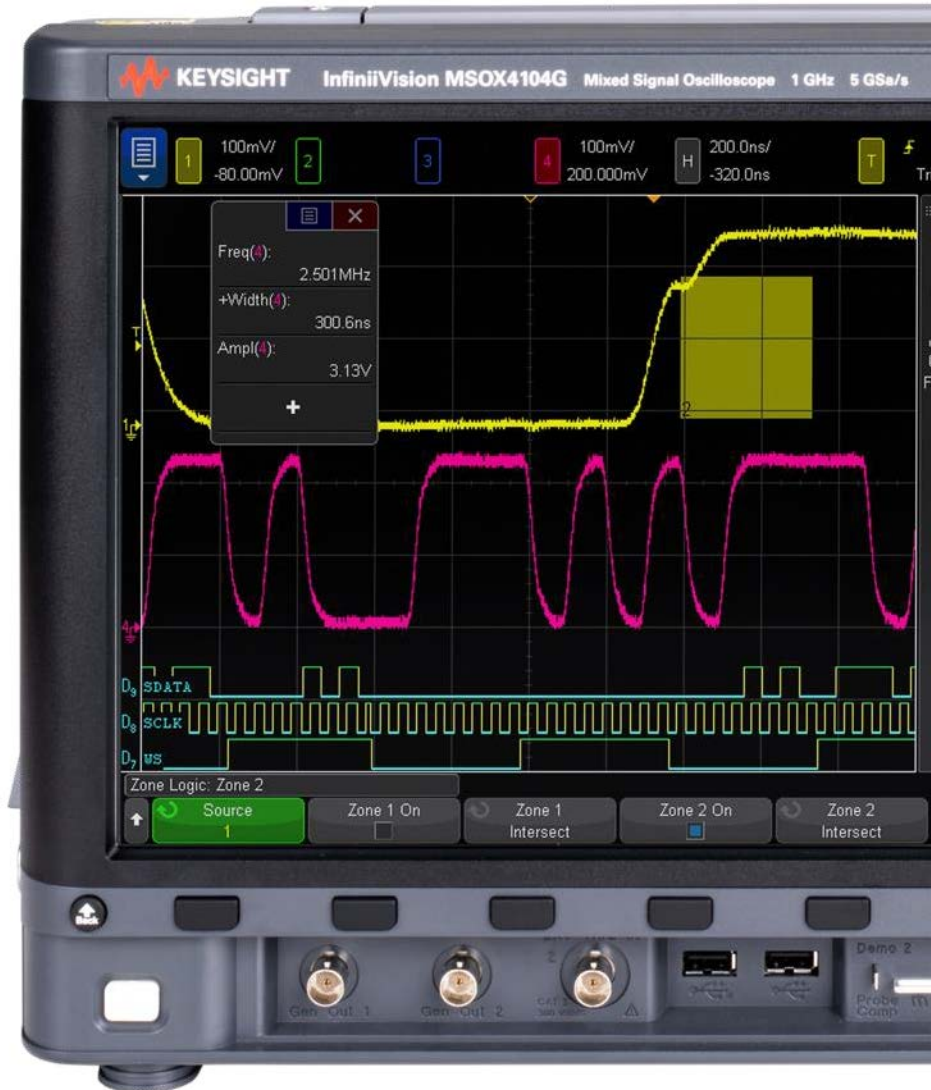 KEYSIGHT InfiniiVision MSOX4104G Mixed Signal Oscilloscope 1 GHz 5 GSa/s
1 100mV/ 2 3 4 100mV/ H 200.0ns/ T
-80.00mV 200.000mV -320.0ns
Freq(4):
2.501MHz
+Width(4):
300.6ns
T
Ampl(4):
3.13V
+
2
1
4
D9 SDATA
D8 SCLK
D7 WS
Zone Logic: Zone 2
Source Zone 1 On Zone 1 Zone 2 On Zone 2
1 Intersect Intersect
Back
Demo 2
Gen Out 1 Gen Out 2 Probe
Comp